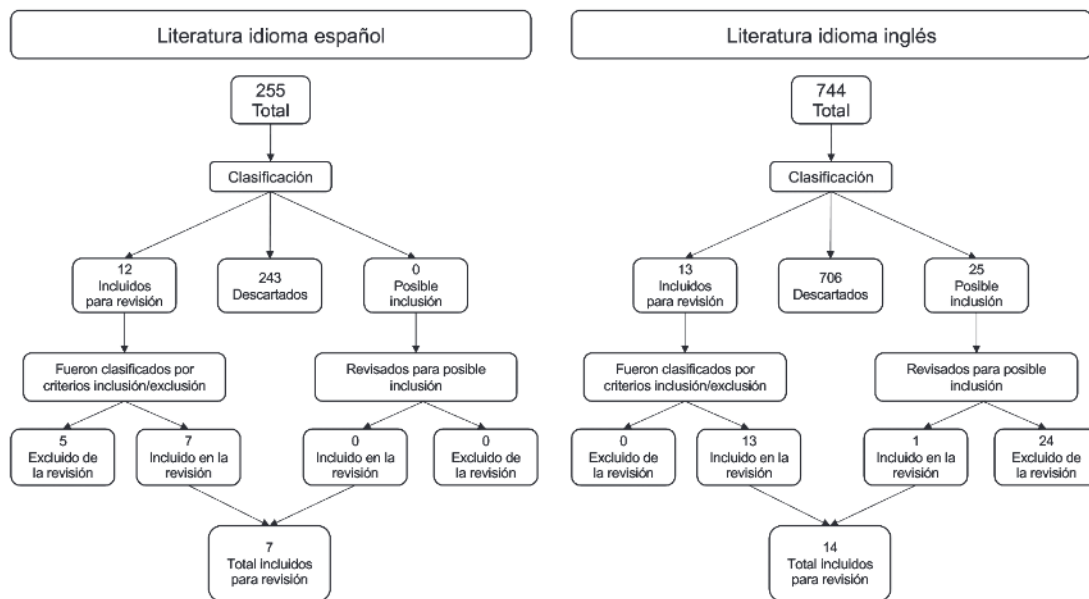 Literatura idioma español
255
Total
Clasificación
12
Incluidos
para revisión
243
Descartados
0
Posible
inclusión
Fueron clasificados por
criterios inclusión/exclusión
Revisados para posible
inclusión
5
Excluido de
la revisión
7
Incluido en la
revisión
0
Incluido en la
revisión
0
Excluido de
la revisión
7
Total incluidos
para revisión
Literatura idioma inglés
744
Total
Clasificación
13
Incluidos
para revisión
706
Descartados
25
Posible
inclusión
Fueron clasificados por
criterios inclusión/exclusión
Revisados para posible
inclusión
0
Excluido de
la revisión
13
Incluido en la
revisión
1
Incluido en la
revisión
24
Excluido de
la revisión
14
Total incluidos
para revisión